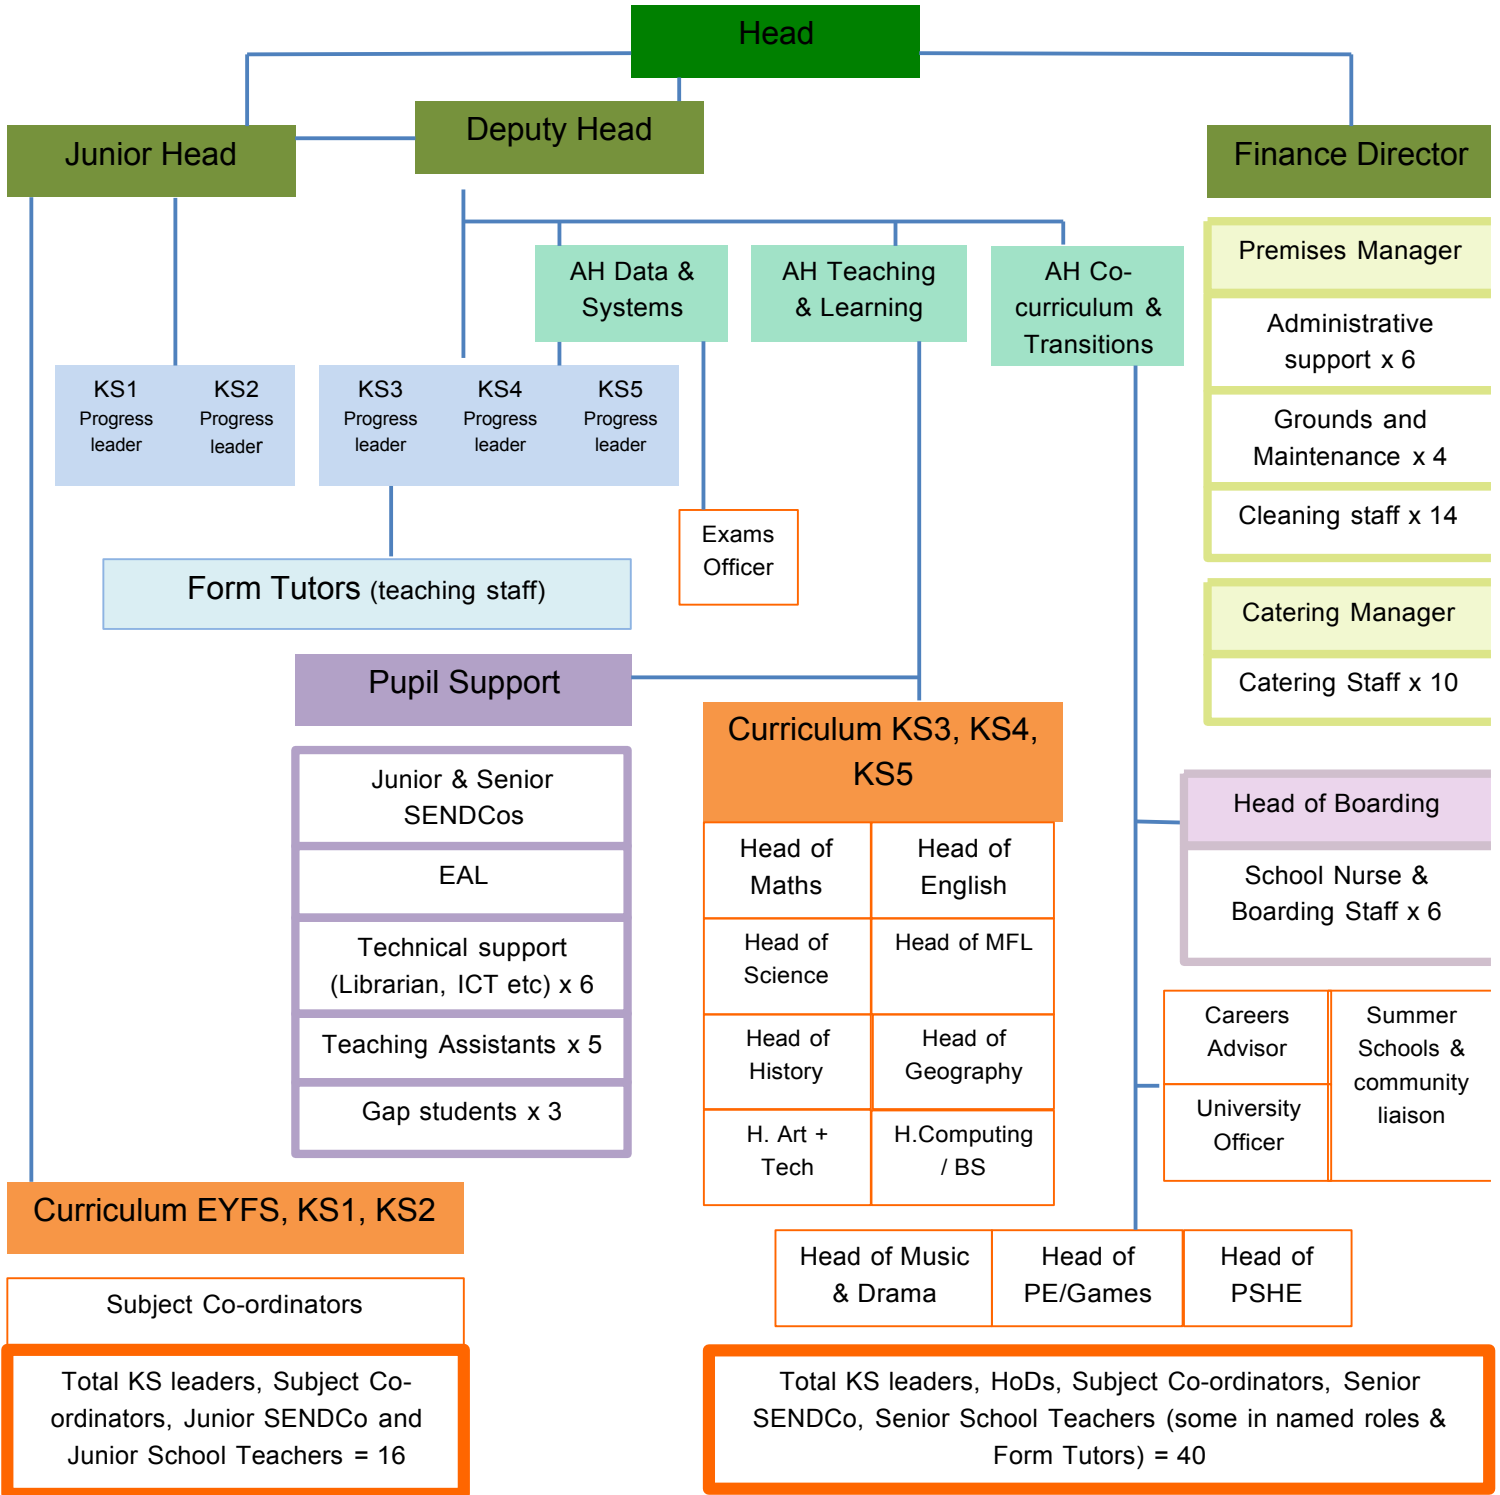 Head
Deputy Head
Junior Head
Finance Director
AH Data &
Systems
AH Teaching
& Learning
AH Co-
curriculum &
Transitions
Premises Manager
Administrative
support x 6
Grounds and
Maintenance x 4
Cleaning staff x 14
KS1
Progress
leader
KS2
Progress
leader
KS3
Progress
leader
KS4
Progress
leader
KS5
Progress
leader
Exams
Officer
Form Tutors (teaching staff)
Catering Manager
Catering Staff x 10
Pupil Support
Junior & Senior
SENDCos
EAL
Technical support
(Librarian, ICT etc) x 6
Teaching Assistants x 5
Gap students x 3
Curriculum KS3, KS4,
KS5
Head of
Maths
Head of
English
Head of
Science
Head of MFL
Head of
History
Head of
Geography
H. Art +
Tech
H.Computing
/ BS
Head of Boarding
School Nurse &
Boarding Staff x 6
Careers
Advisor
University
Officer
Summer
Schools &
community
liaison
Curriculum EYFS, KS1, KS2
Subject Co-ordinators
Head of Music
& Drama
Head of
PE/Games
Head of
PSHE
Total KS leaders, Subject Co-
ordinators, Junior SENDCo and
Junior School Teachers = 16
Total KS leaders, HoDs, Subject Co-ordinators, Senior
SENDCo, Senior School Teachers (some in named roles &
Form Tutors) = 40